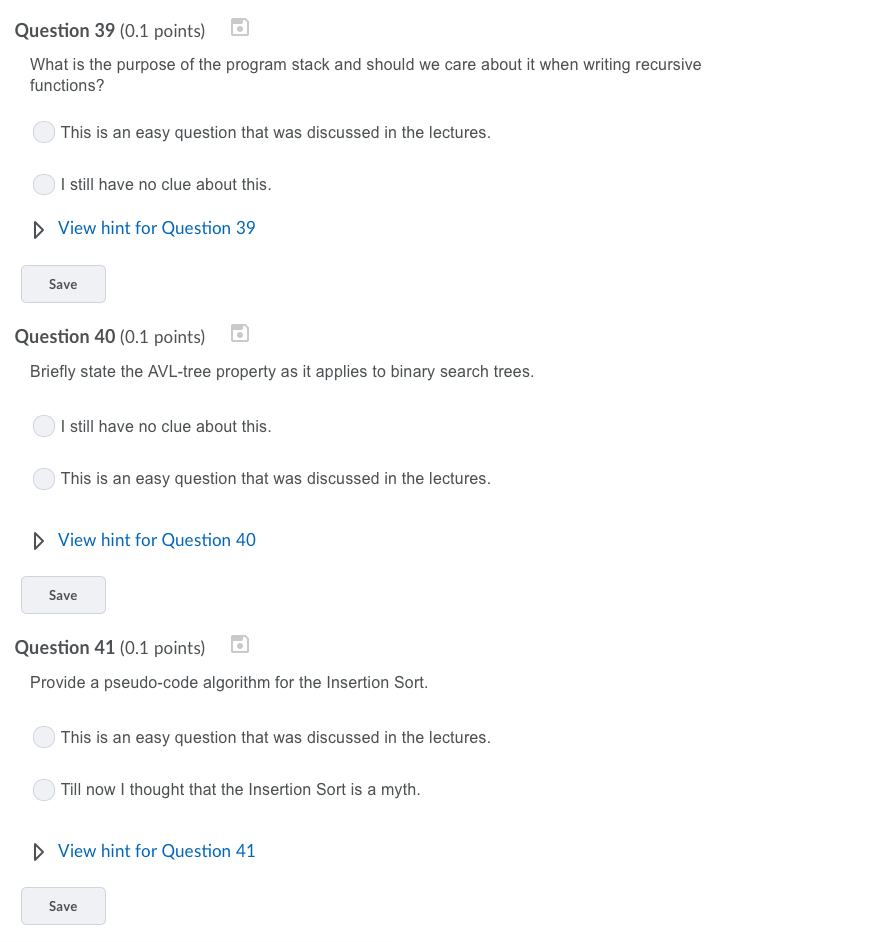 Question 39 (0.1 points)
What is the purpose of the program stack and should we care about it when writing recursive
functions?
This is an easy question that was discussed in the lectures.
I still have no clue about this.
View hint for Question 39
Save
Question 40 (0.1 points)
Briefly state the AVL-tree property as it applies to binary search trees.
I still have no clue about this.
This is an easy question that was discussed in the lectures.
View hint for Question 40
Save
Question 41 (0.1 points)
Provide a pseudo-code algorithm for the Insertion Sort.
This is an easy question that was discussed in the lectures.
Till now I thought that the Insertion Sort is a myth.
View hint for Question 41
Save